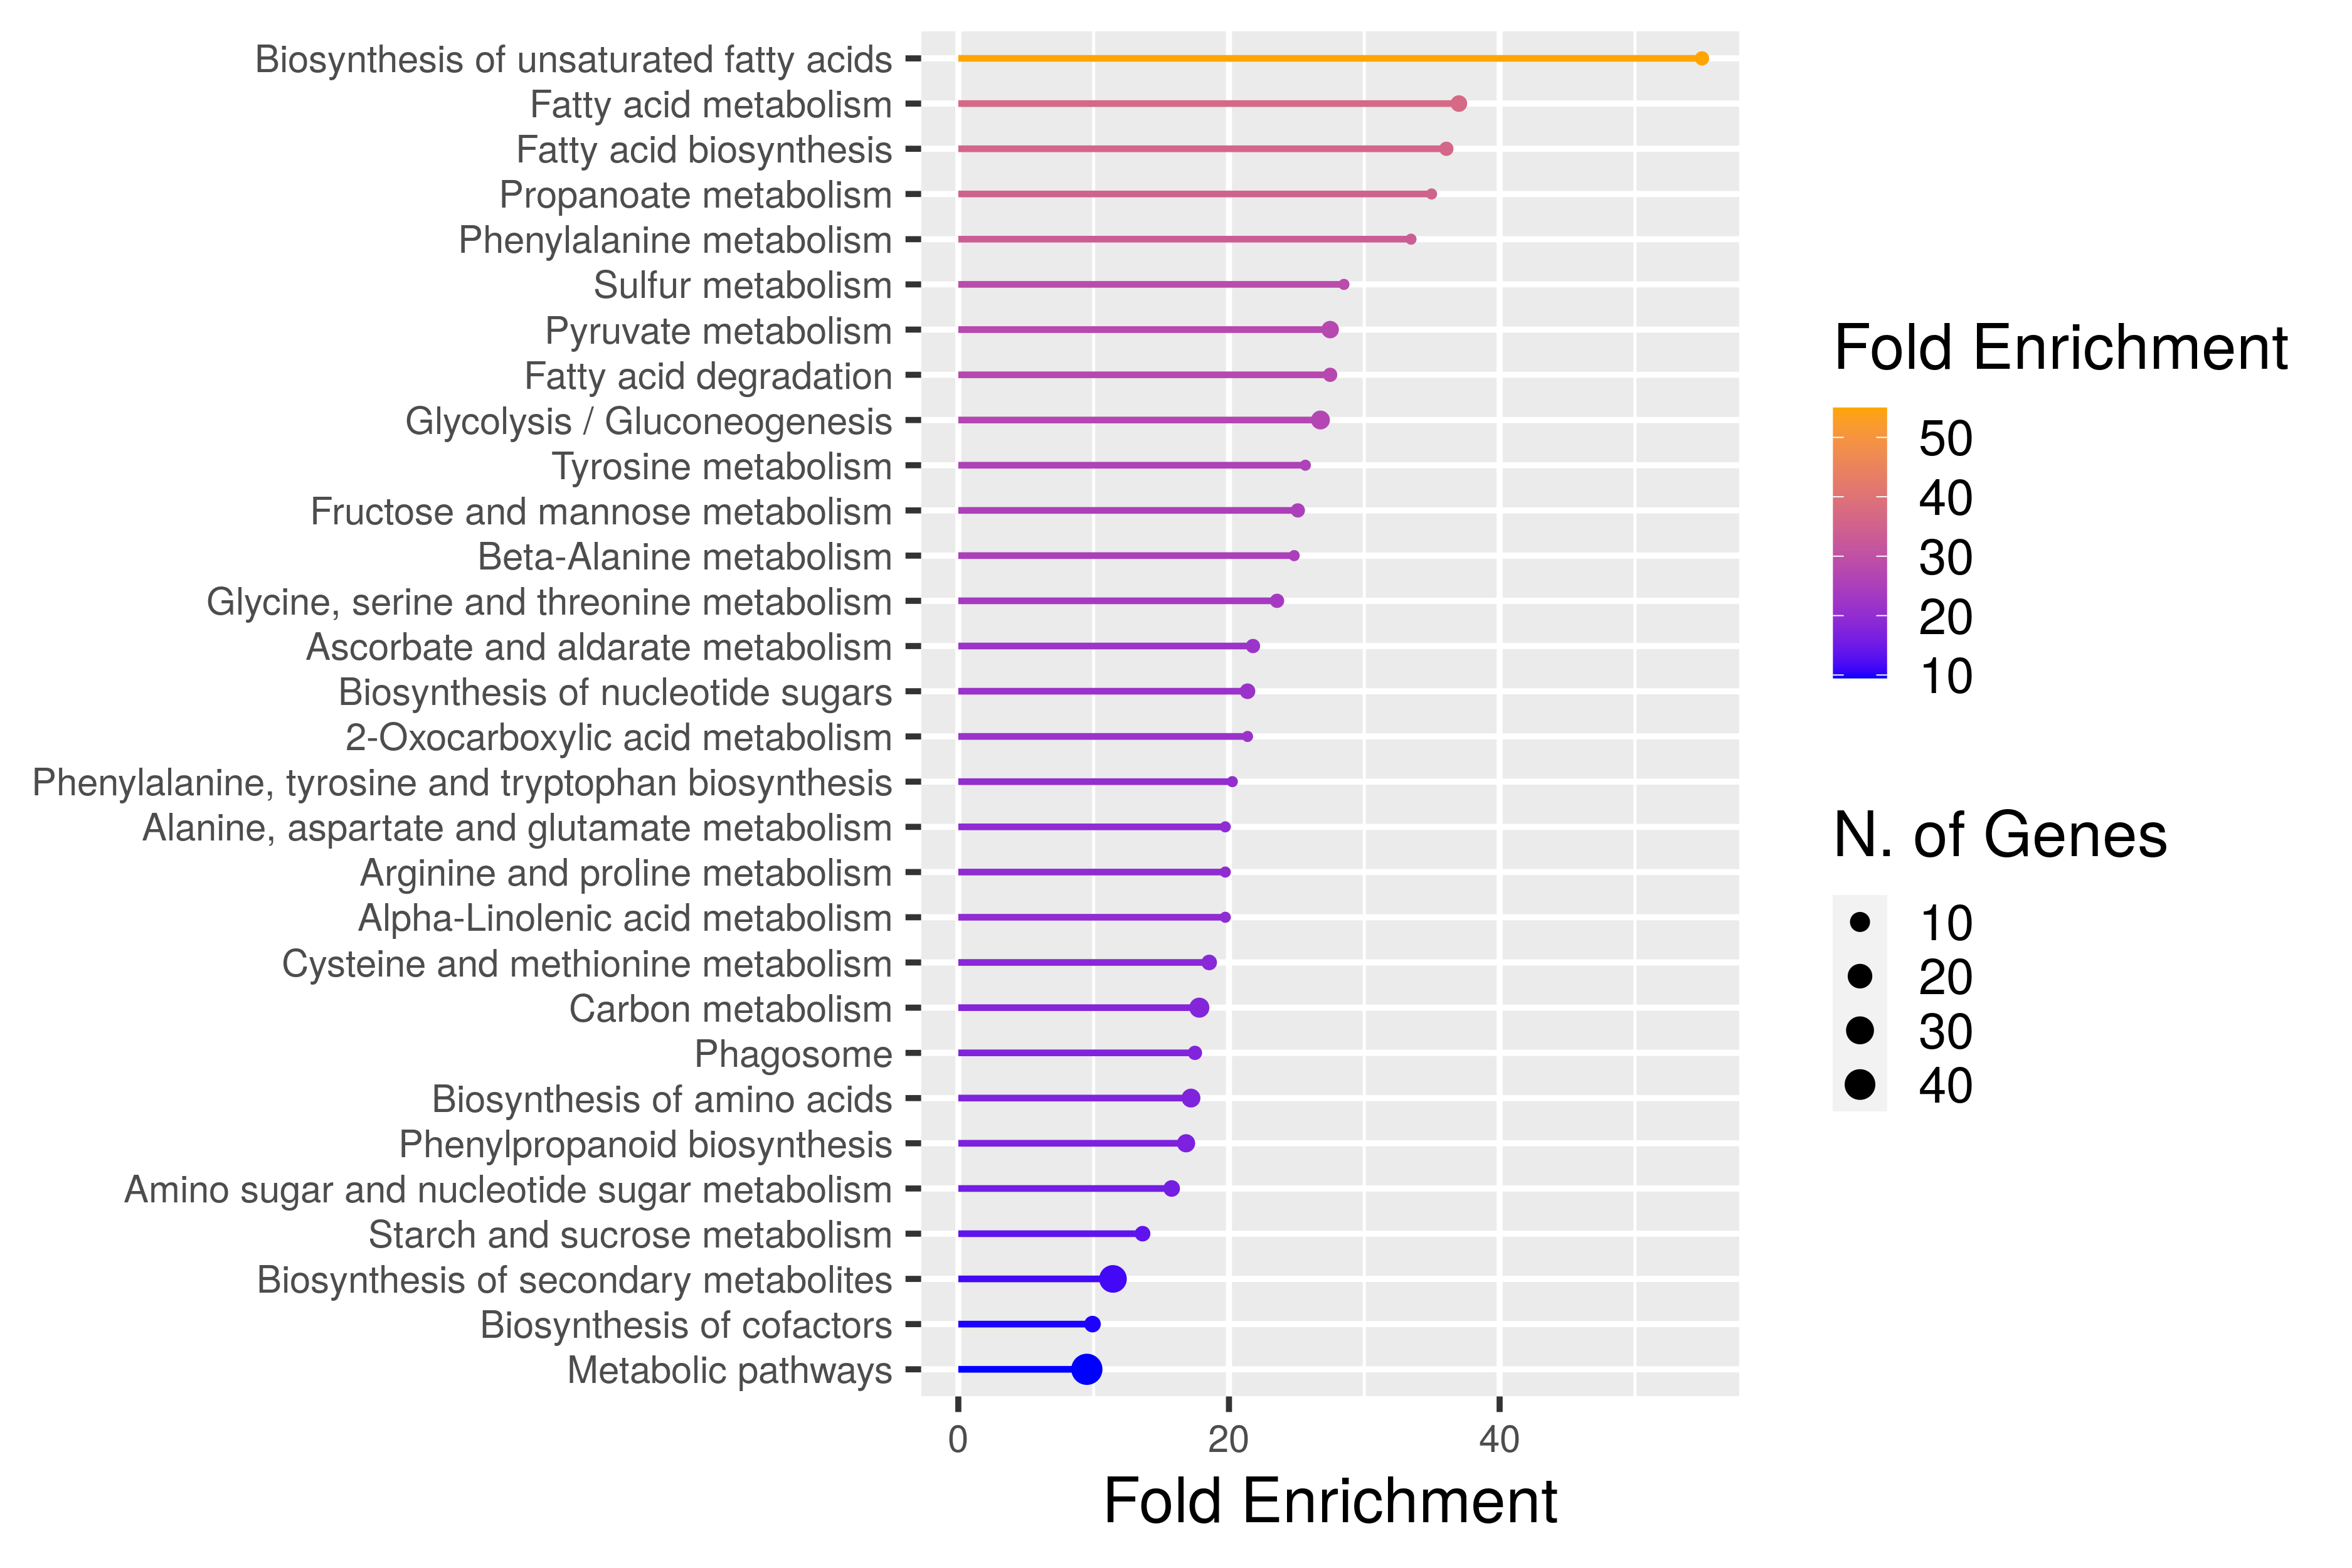 Biosynthesis of unsaturated fatty acids
Fatty acid metabolism
Fatty acid biosynthesis
Propanoate metabolism
Phenylalanine metabolism
Sulfur metabolism
Pyruvate metabolism
Fatty acid degradation
Glycolysis / Gluconeogenesis
Tyrosine metabolism
Fructose and mannose metabolism
Beta-Alanine metabolism
Glycine, serine and threonine metabolism
Ascorbate and aldarate metabolism
Biosynthesis of nucleotide sugars
2-Oxocarboxylic acid metabolism
Phenylalanine, tyrosine and tryptophan biosynthesis
Alanine, aspartate and glutamate metabolism
Arginine and proline metabolism
Alpha-Linolenic acid metabolism
Cysteine and methionine metabolism
Carbon metabolism
Phagosome
Biosynthesis of amino acids
Phenylpropanoid biosynthesis
Amino sugar and nucleotide sugar metabolism
Starch and sucrose metabolism
Biosynthesis of secondary metabolites
Biosynthesis of cofactors
Metabolic pathways
0 20 40
Fold Enrichment
Fold Enrichment
50
40
30
20
10
N. of Genes
10
20
30
40